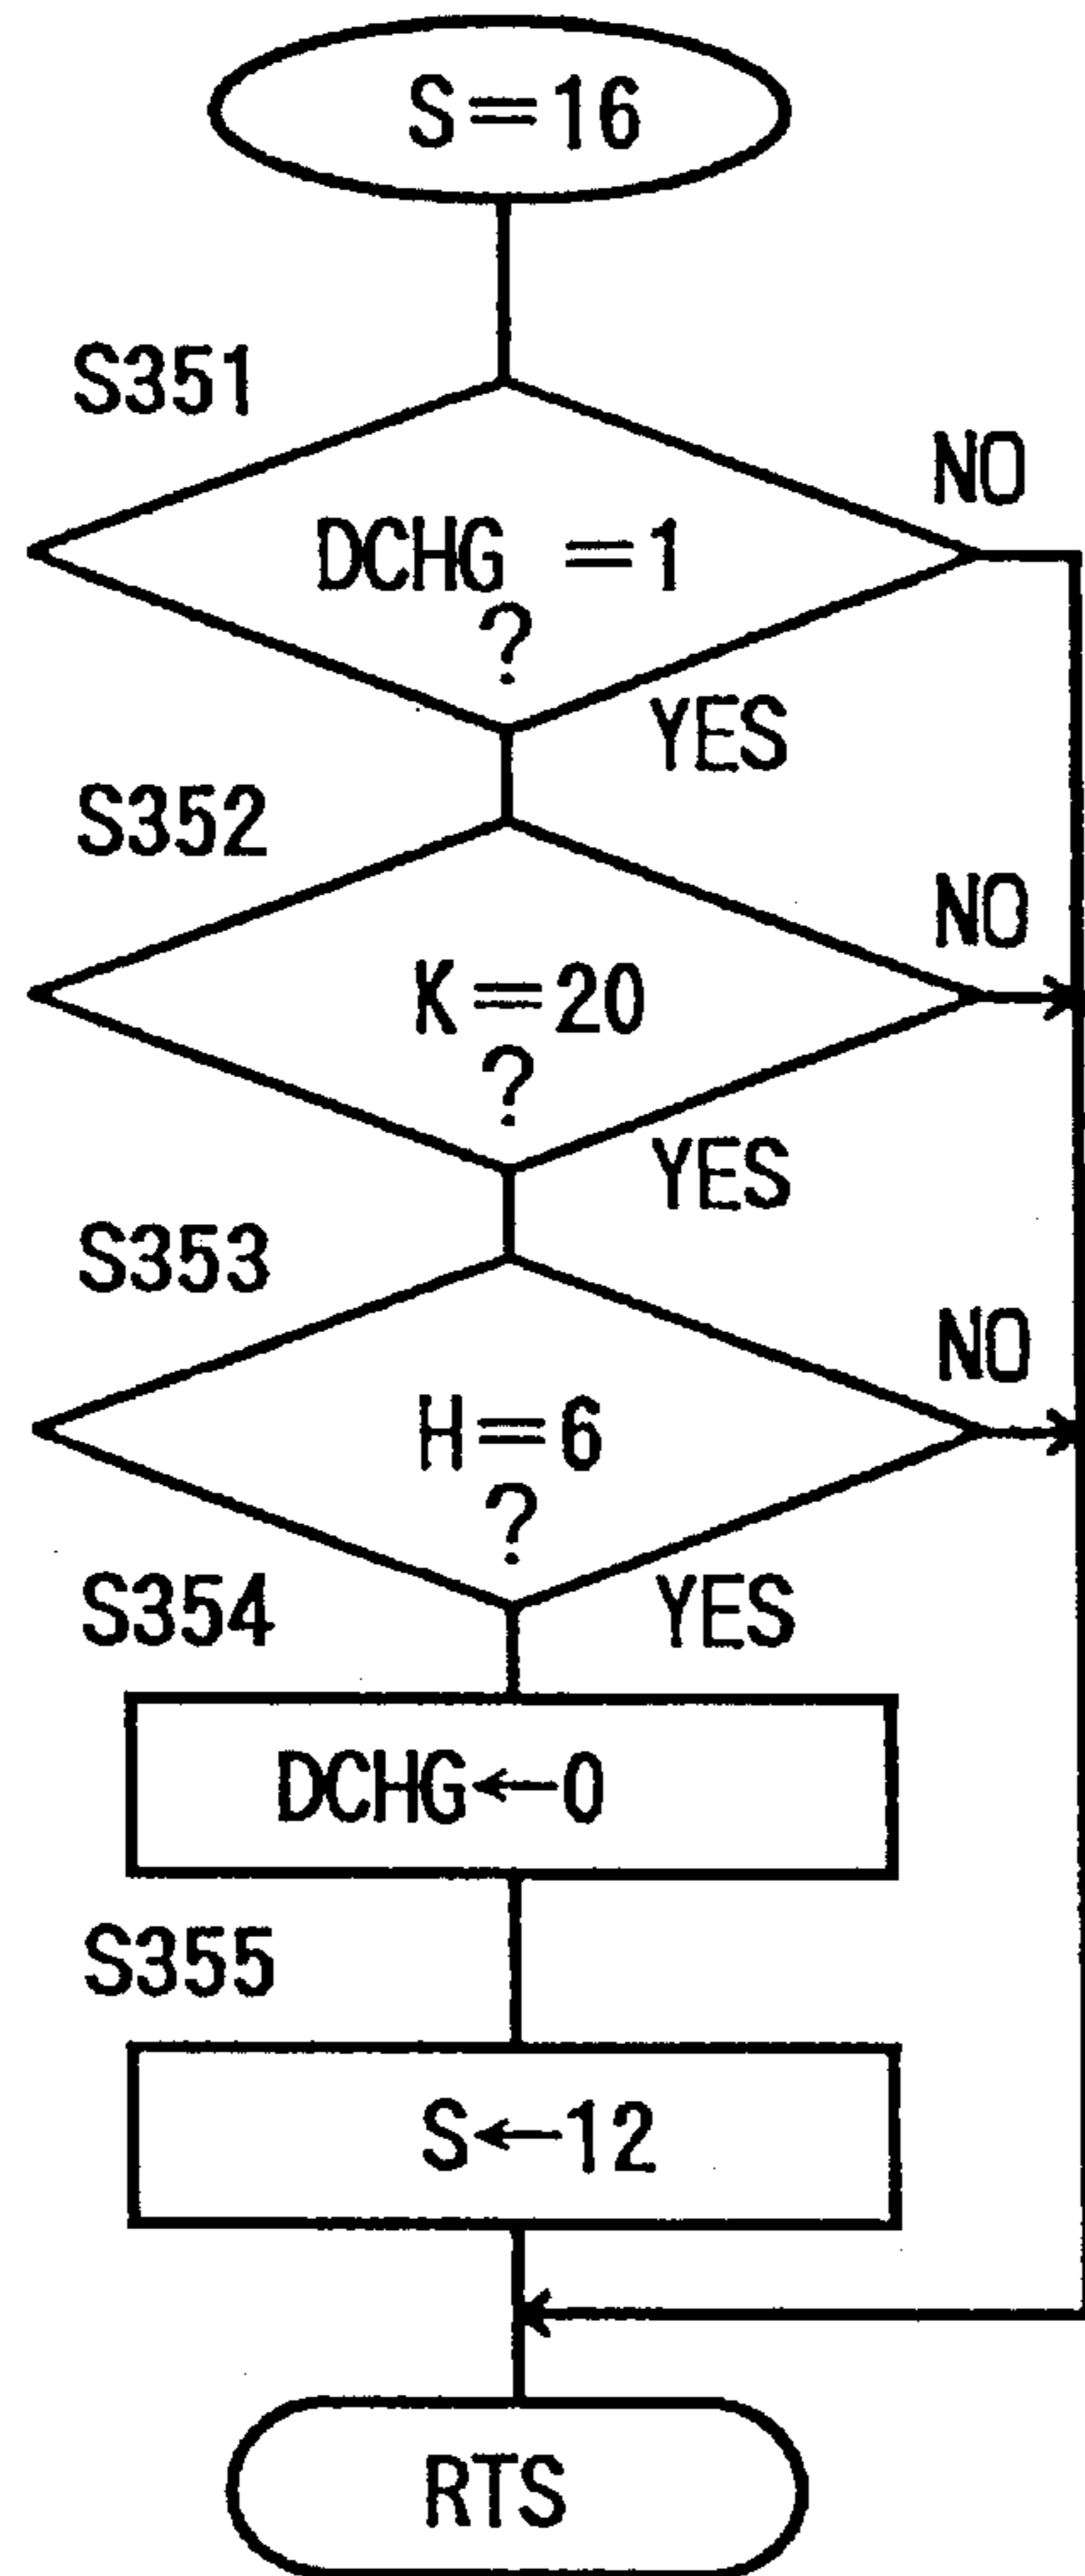 S=16
S351
NO
DCHG =1
?
YES
S352
NO
K=20
?
YES
S353
NO
H=6
?
S354
YES
DCHG←0
S355
S←12
RTS